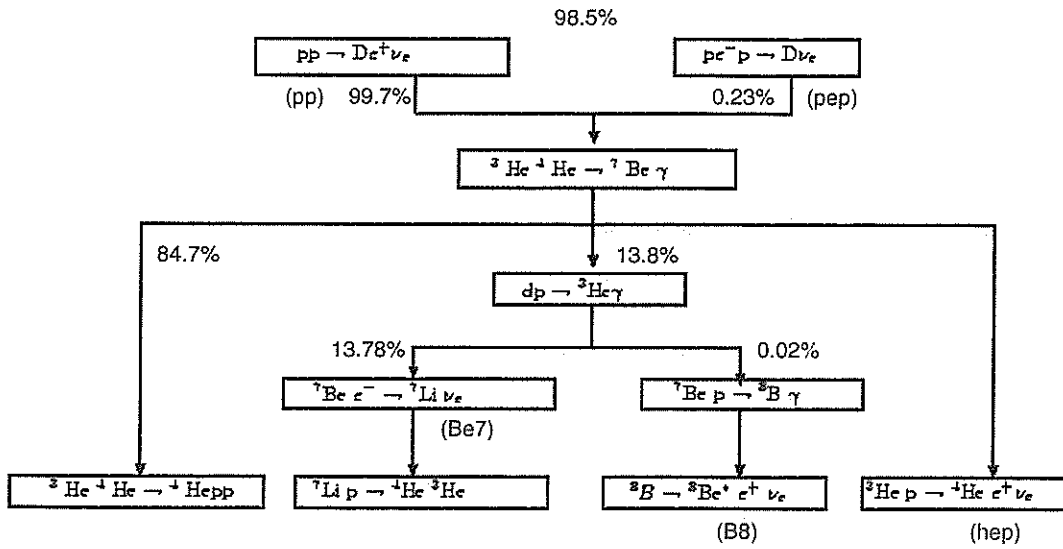 98.5%
pp → De⁺νₑ
pe⁻p → Dνₑ
(pp) 99.7%
0.23% (pep)
³He ⁴He → ⁷Be γ
84.7%
13.8%
dp → ³Heγ
13.78%
0.02%
⁷Be e⁻ → ⁷Li νₑ
⁷Be p → ⁸B γ
(Be7)
³He ⁴He → ⁴Hepp
⁷Li p → ⁴He ³He
⁸B → ⁸Be* e⁺ νₑ
³He p → ⁴He e⁺νₑ
(B8)
(hep)